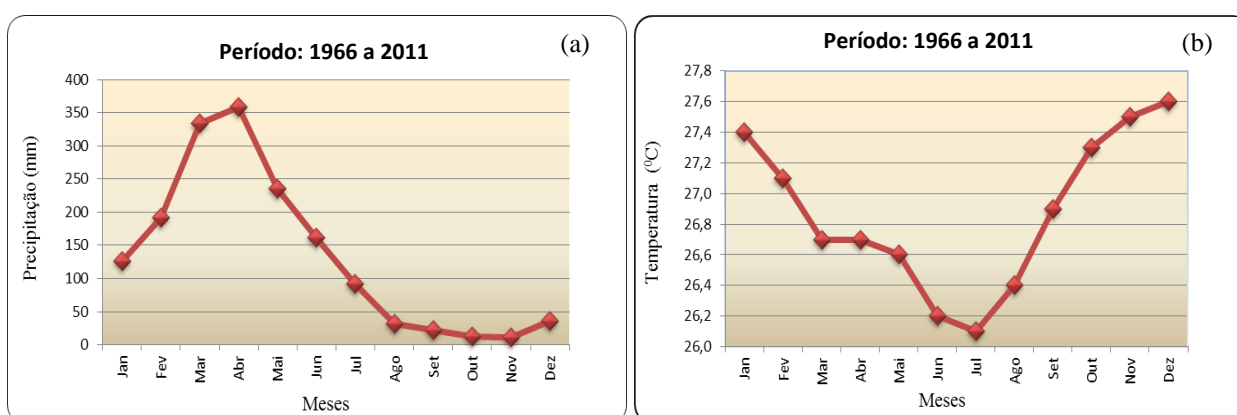 Período: 1966 a 2011
(a)
Precipitação (mm)
400
350
300
250
200
150
100
50
0
Jan Fev Mar Abr Mai Jun Jul Ago Set Out Nov Dez
Meses
Período: 1966 a 2011
(b)
Temperatura (⁰C)
27,8
27,6
27,4
27,2
27,0
26,8
26,6
26,4
26,2
26,0
Jan Fev Mar Abr Mai Jun Jul Ago Set Out Nov Dez
Meses